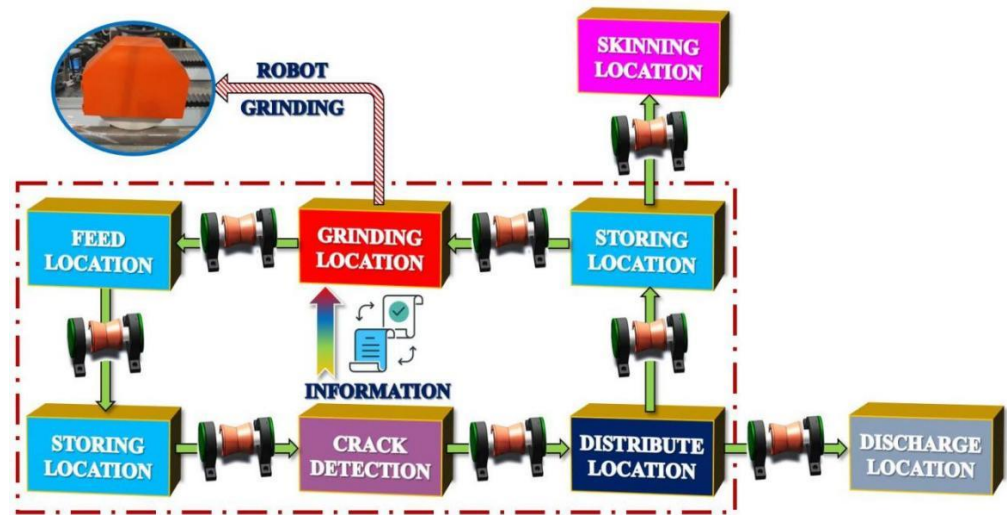 SKINNING
LOCATION
ROBOT
GRINDING
FEED
LOCATION
GRINDING
LOCATION
STORING
LOCATION
INFORMATION
STORING
LOCATION
CRACK
DETECTION
DISTRIBUTE
LOCATION
DISCHARGE
LOCATION